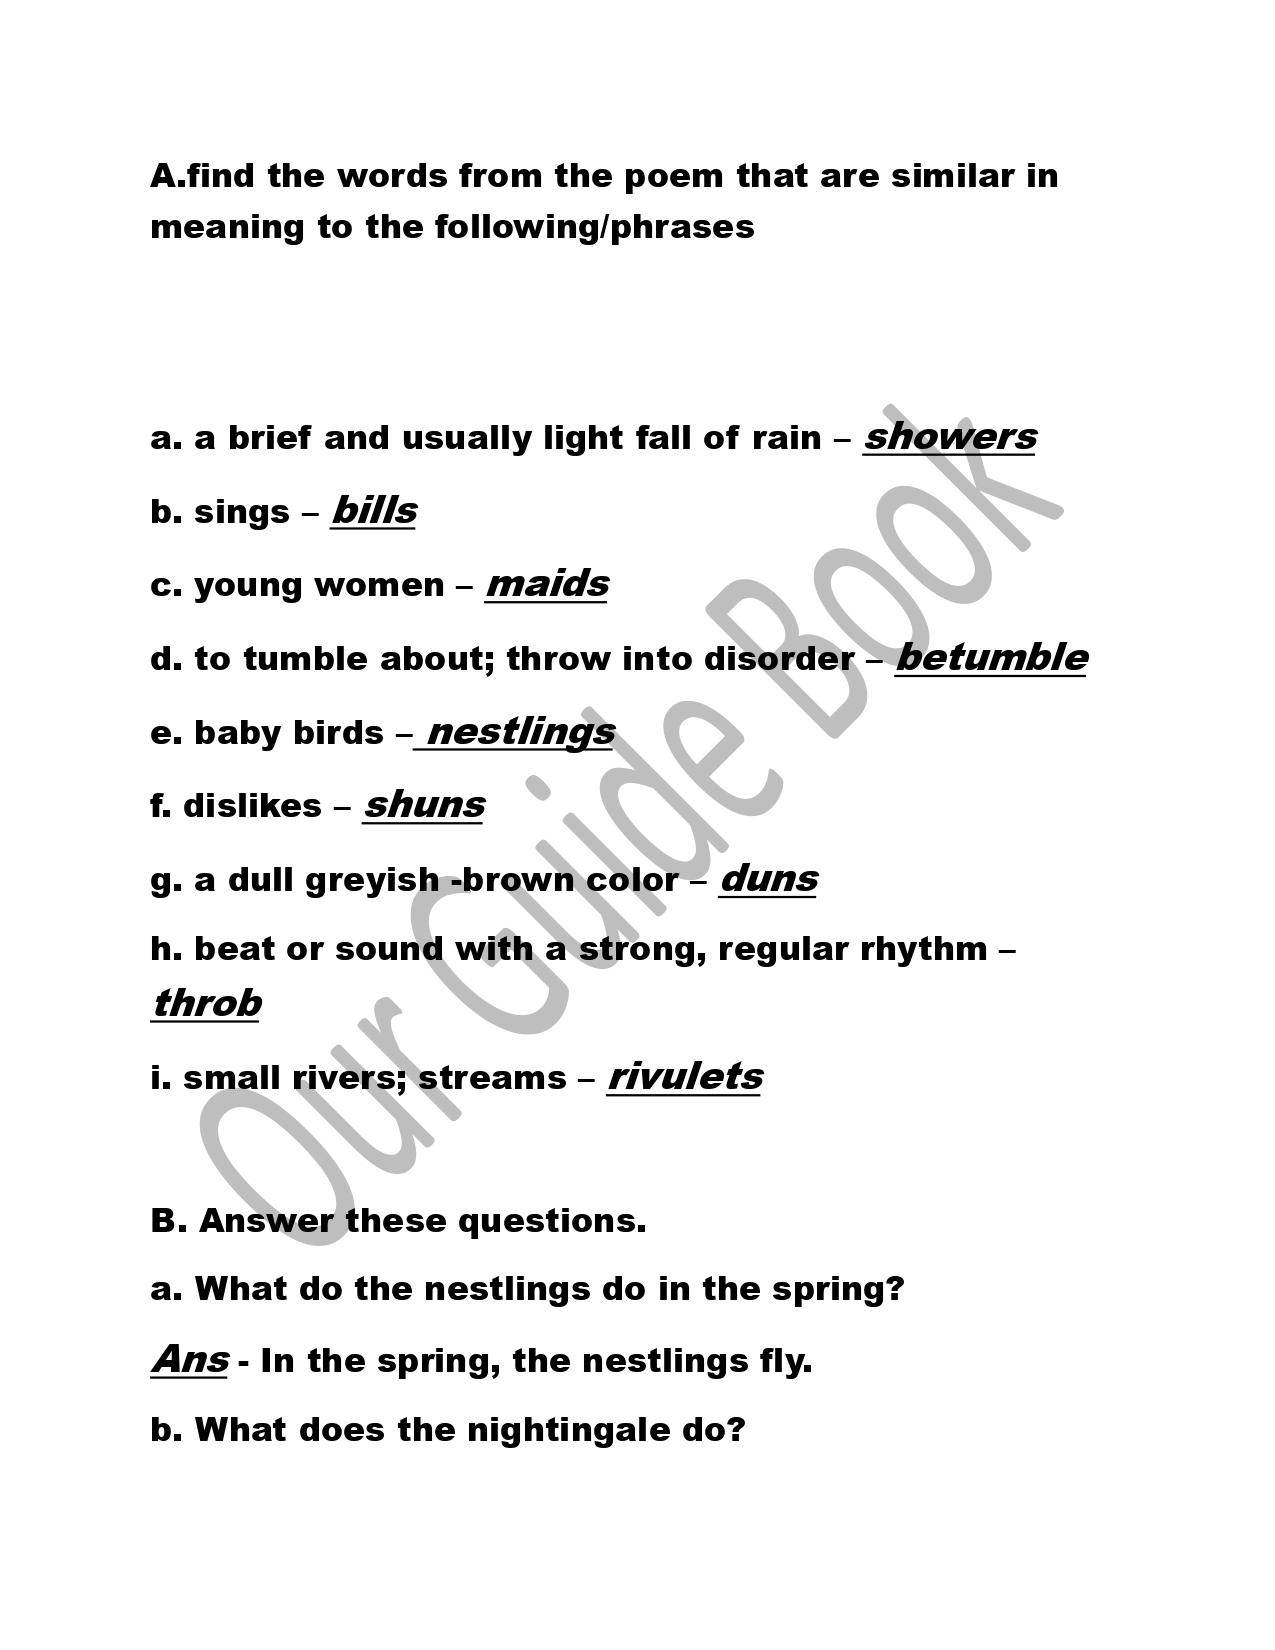 A.find the words from the poem that are similar in
meaning to the following/phrases
a. a brief and usually light fall of rain – showers
b. sings – bills
c. young women – maids
d. to tumble about; throw into disorder – betumble
e. baby birds – nestlings
f. dislikes – shuns
g. a dull greyish -brown color – duns
h. beat or sound with a strong, regular rhythm –
throb
i. small rivers; streams – rivulets
B. Answer these questions.
a. What do the nestlings do in the spring?
Ans - In the spring, the nestlings fly.
b. What does the nightingale do?
Our Guide Book